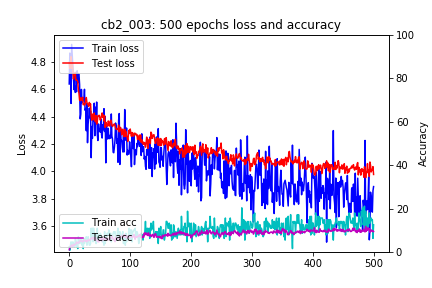 cb2_003: 500 epochs loss and accuracy
Train loss
Test loss
Train acc
Test acc
Loss
4.8
4.6
4.4
4.2
4.0
3.8
3.6
100
80
60
40
20
0
Accuracy
0 100 200 300 400 500